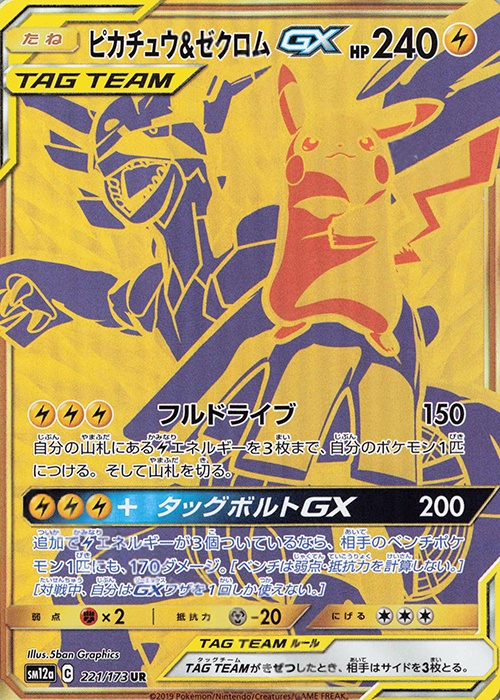 たね ピカチュウ&ゼクロム GX HP 240
TAG TEAM
フルドライブ 150
自分の山札にあるエネルギーを3枚まで、自分のポケモン1匹
につける。そして山札を切る。
+ タッグボルトGX 200
追加でエネルギーが3個ついているなら、相手のベンチポケ
モン1匹にも、170ダメージ。[ベンチは弱点・抵抗力を計算しない。]
[対戦中、自分はGXワザを1回しか使えない。]
弱点 ×2 抵抗力 -20 にげる
Illus.5ban Graphics
TAG TEAM ルール
TAG TEAMがきぜつしたとき、相手はサイドを3枚とる。
sm12a C 221/173 UR
©2019 Pokémon/Nintendo/Creatures/GAME FREAK.